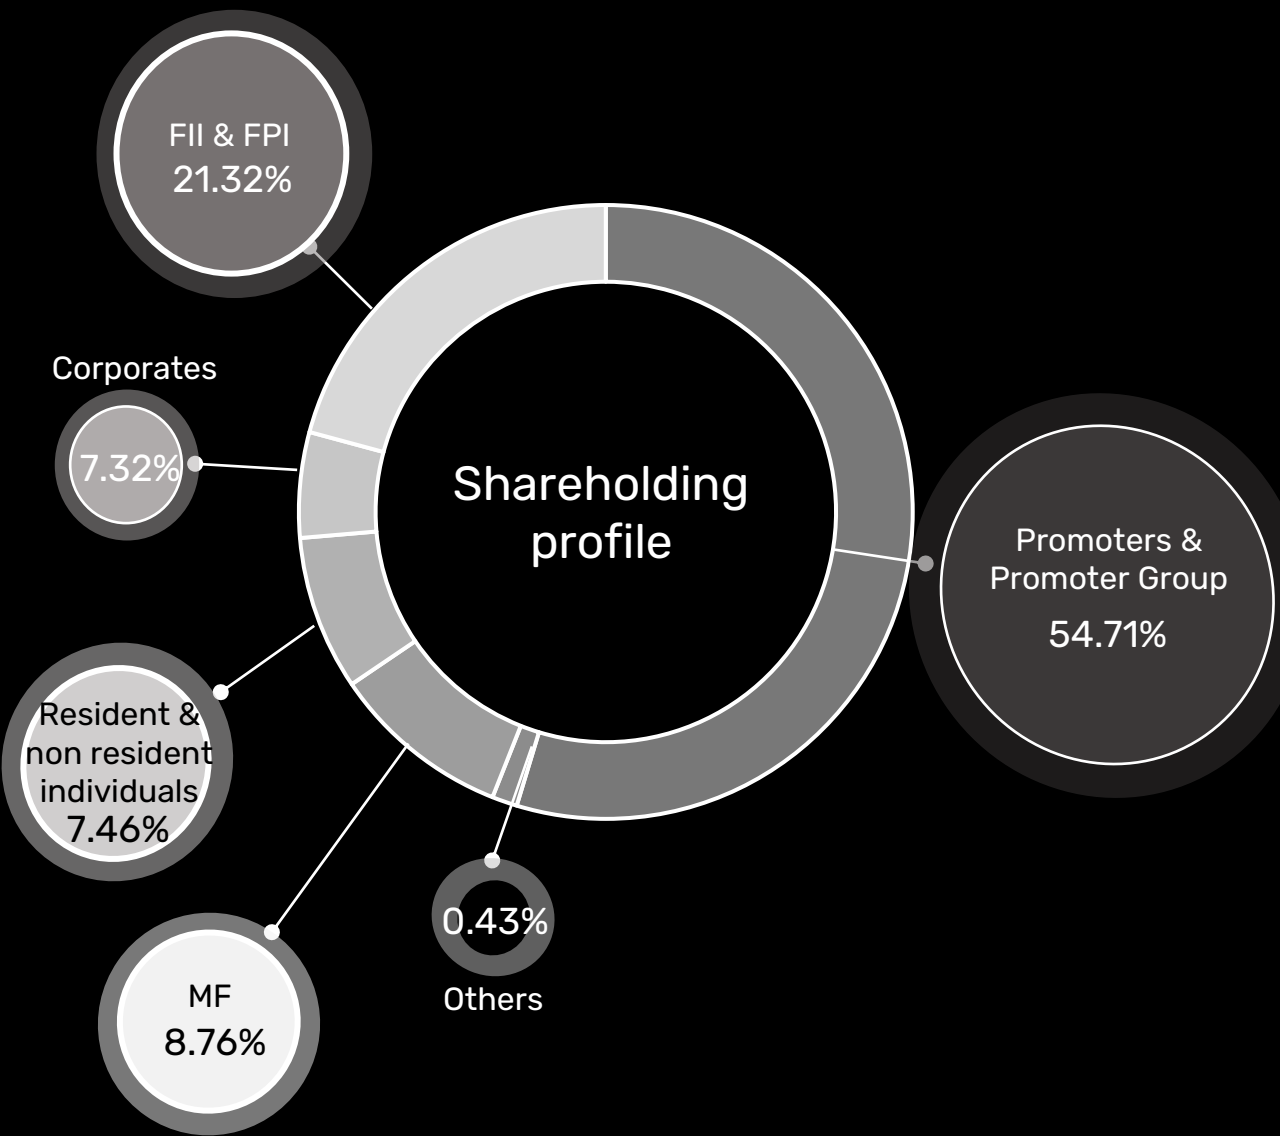 FII & FPI
21.32%
Corporates
7.32%
Shareholding
profile
Promoters &
Promoter Group
54.71%
Resident &
non resident
individuals
7.46%
MF
8.76%
0.43%
Others